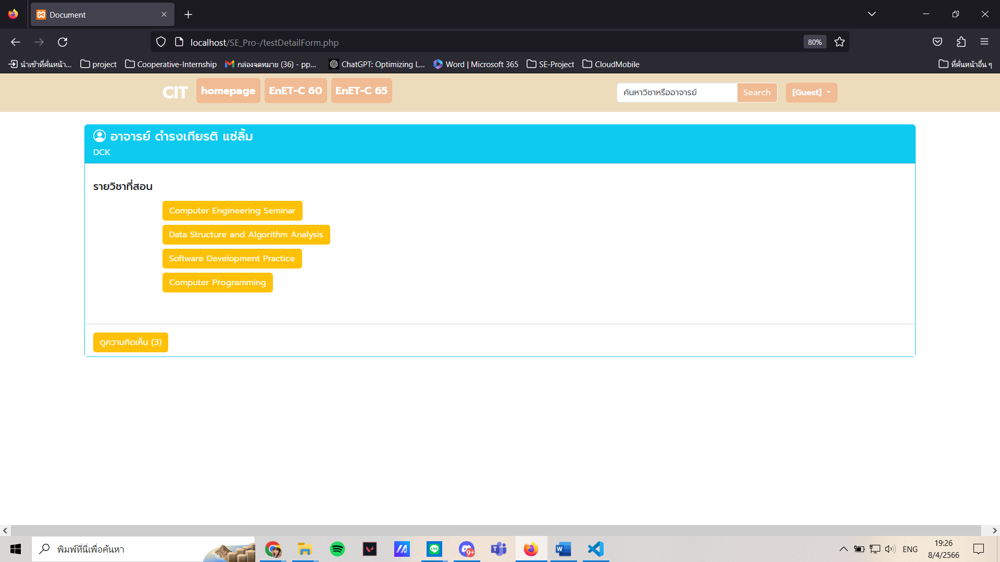 Document
localhost/SE_Pro-/testDetailForm.php
80%
นำเข้าที่คั่นหน้า...
project
Cooperative-Internship
กล่องจดหมาย (36) - pp...
ChatGPT: Optimizing L...
Word | Microsoft 365
SE-Project
CloudMobile
ที่คั่นหน้าอื่น ๆ
CIT
homepage
EnET-C 60
EnET-C 65
ค้นหาวิชาหรืออาจารย์
Search
[Guest]
อาจารย์ ดำรงเกียรติ แซ่ลิ้ม
DCK
รายวิชาที่สอน
Computer Engineering Seminar
Data Structure and Algorithm Analysis
Software Development Practice
Computer Programming
ดูความคิดเห็น (3)
พิมพ์ที่นี่เพื่อค้นหา
LINE
9+
T
W
ENG
19:26
8/4/2566